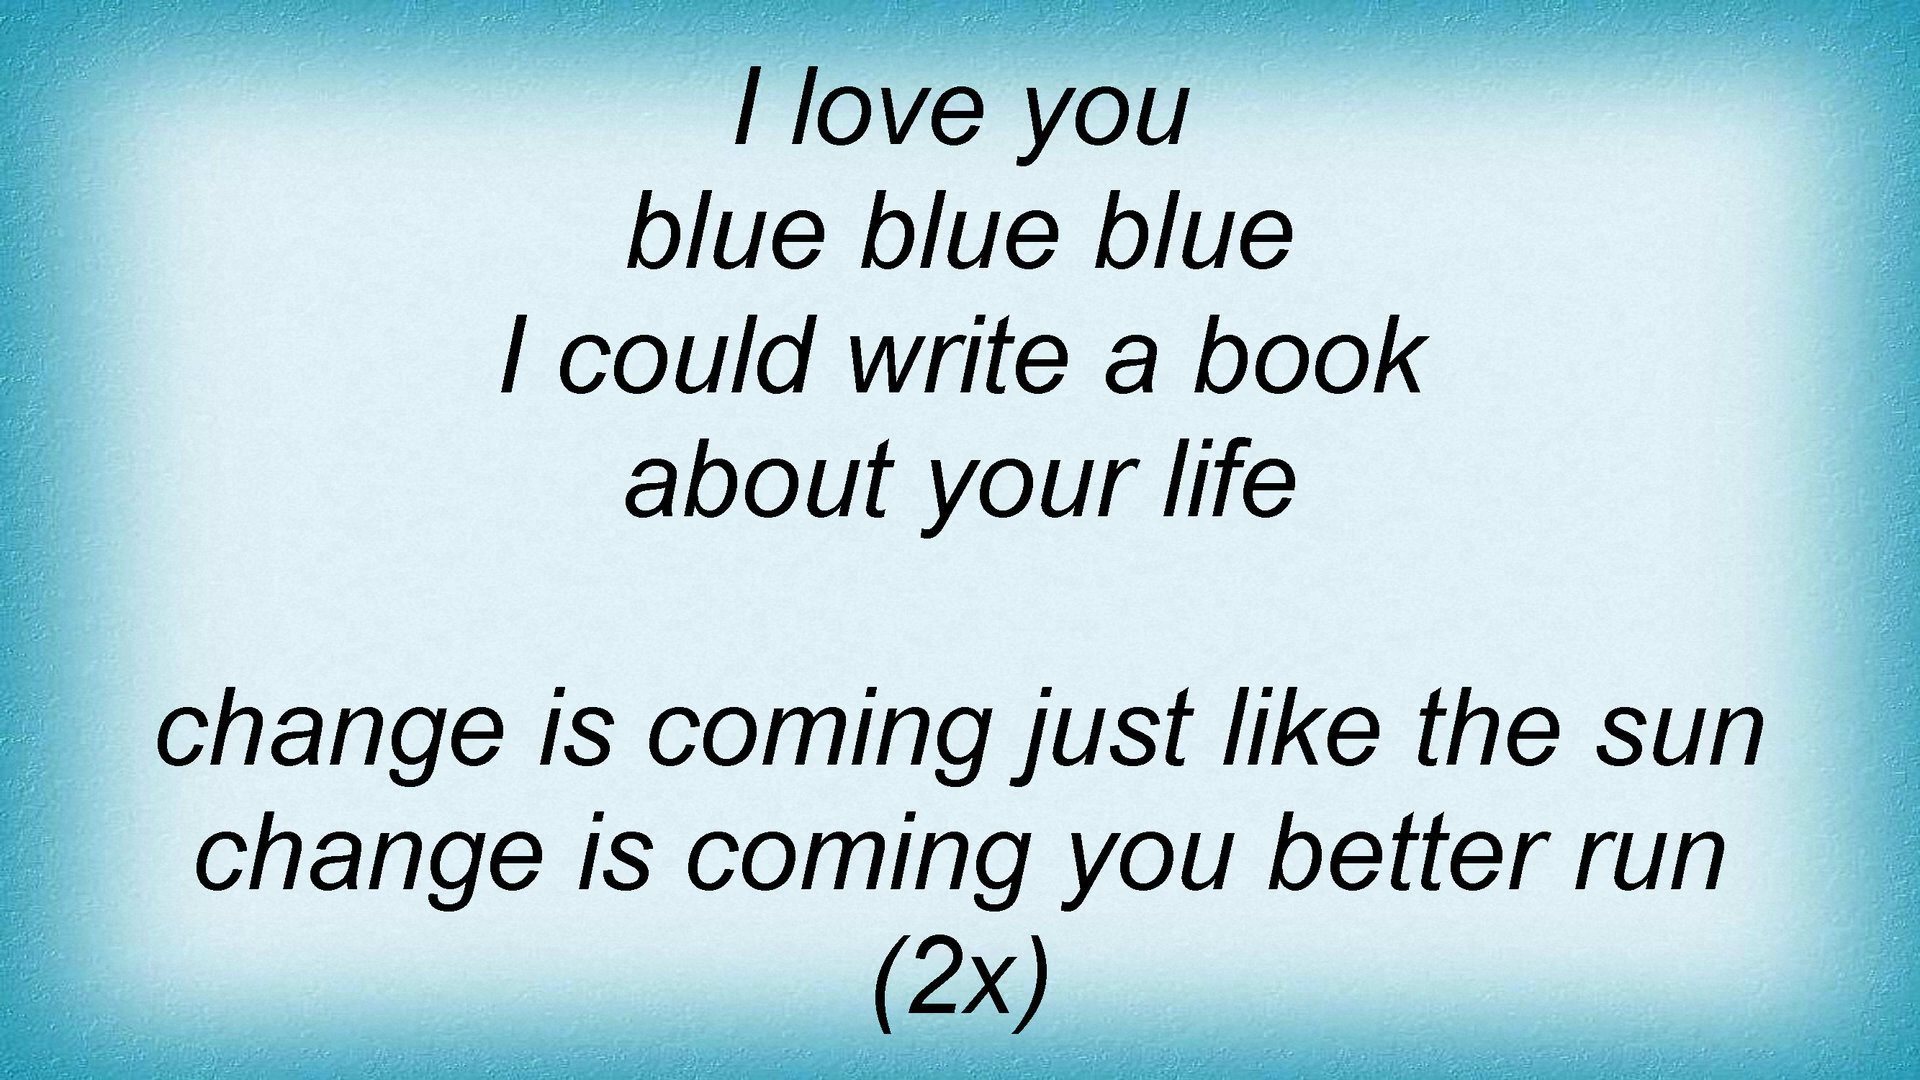 I love you
blue blue blue
I could write a book
about your life
change is coming just like the sun
change is coming you better run
(2x)